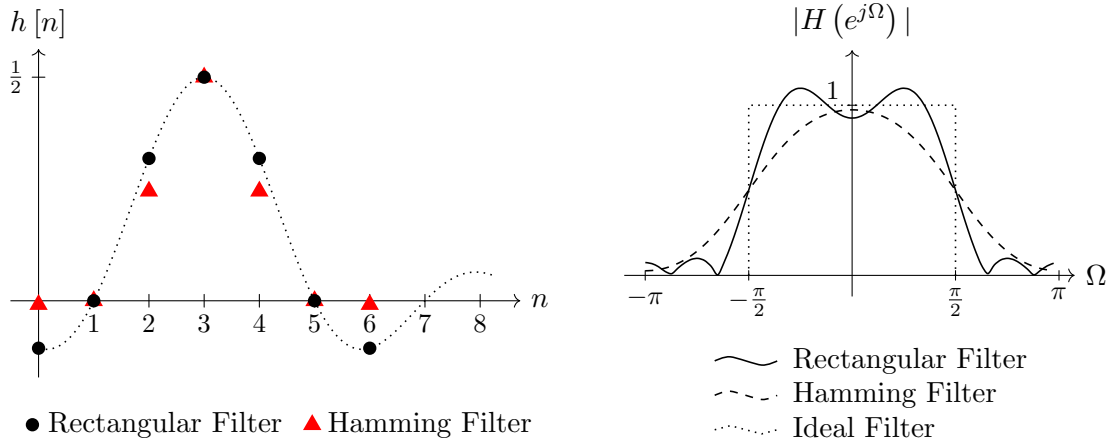 h [n]
1/2
1 2 3 4 5 6 7 8 n
Rectangular Filter Hamming Filter
|H (e^{jΩ}) |
1
−π −π/2 π/2 π Ω
Rectangular Filter
Hamming Filter
Ideal Filter